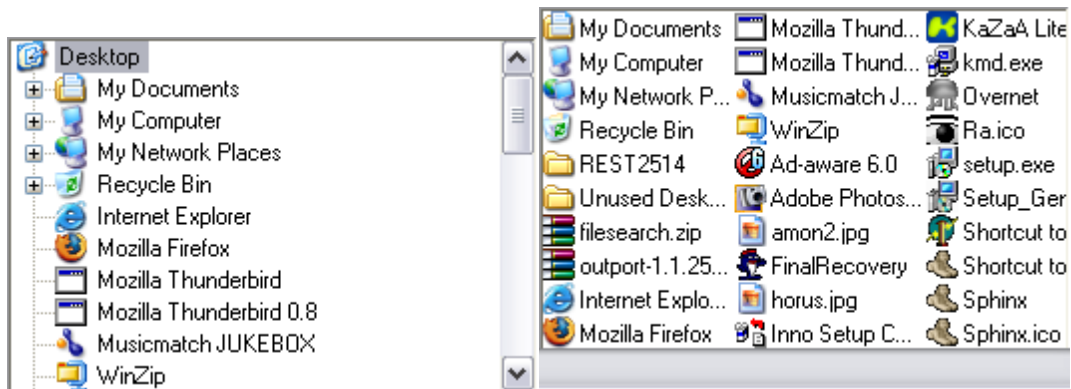 Desktop
My Documents
My Computer
My Network Places
Recycle Bin
Internet Explorer
Mozilla Firefox
Mozilla Thunderbird
Mozilla Thunderbird 0.8
Musicmatch JUKEBOX
WinZip
My Documents
My Computer
My Network P...
Recycle Bin
REST2514
Unused Desk...
filesearch.zip
outport-1.1.25...
Internet Explo...
Mozilla Firefox
Mozilla Thund...
Mozilla Thund...
Musicmatch J...
WinZip
Ad-aware 6.0
Adobe Photos...
amon2.jpg
FinalRecovery
horus.jpg
Inno Setup C...
KaZaA Lite
kmd.exe
Overnet
Ra.ico
setup.exe
Setup_Ger
Shortcut to
Shortcut to
Sphinx
Sphinx.ico